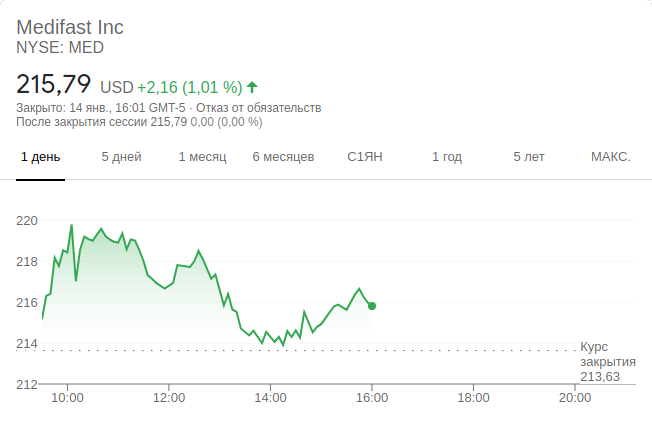 Medifast Inc
NYSE: MED
215,79 USD +2,16 (1,01 %)
Закрыто: 14 янв., 16:01 GMT-5 · Отказ от обязательств
После закрытия сессии 215,79 0,00 (0,00 %)
1 день 5 дней 1 месяц 6 месяцев С1ЯН 1 год 5 лет МАКС.
220
218
216
214
Курс
закрытия
213,63
212
10:00 12:00 14:00 16:00 18:00 20:00